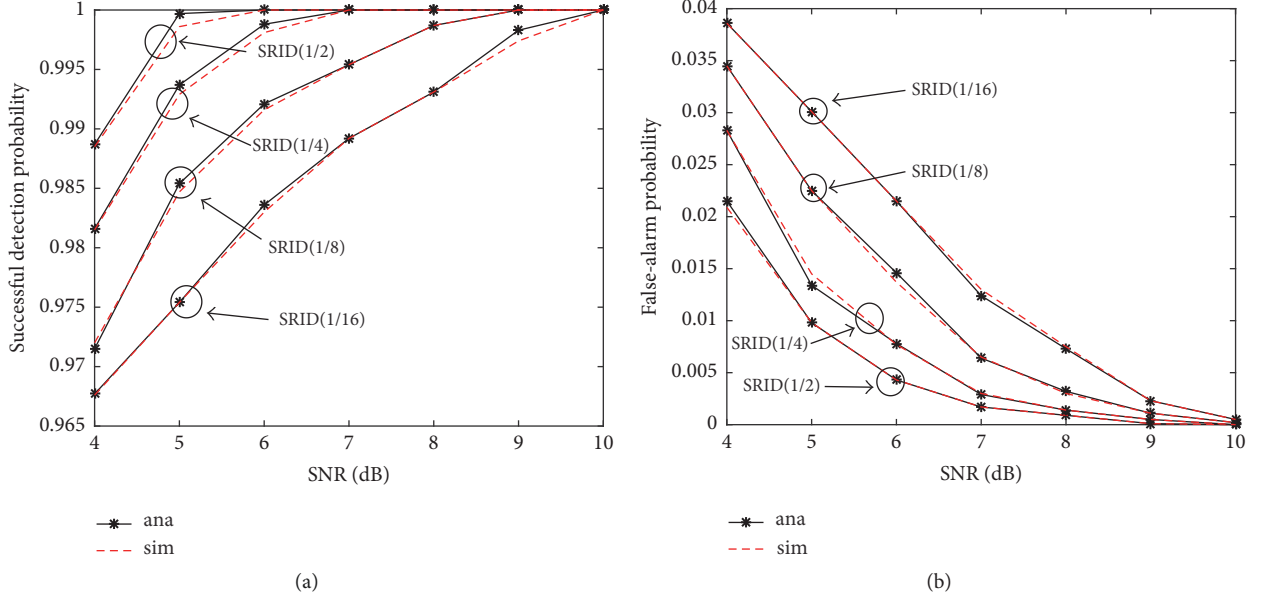 1
0.995
0.99
0.985
0.98
0.975
0.97
0.965
Successful detection probability
SRID(1/2)
SRID(1/4)
SRID(1/8)
SRID(1/16)
4 5 6 7 8 9 10
SNR (dB)
ana
sim
(a)
0.04
0.035
0.03
0.025
0.02
0.015
0.01
0.005
0
False-alarm probability
SRID(1/16)
SRID(1/8)
SRID(1/4)
SRID(1/2)
4 5 6 7 8 9 10
SNR (dB)
ana
sim
(b)